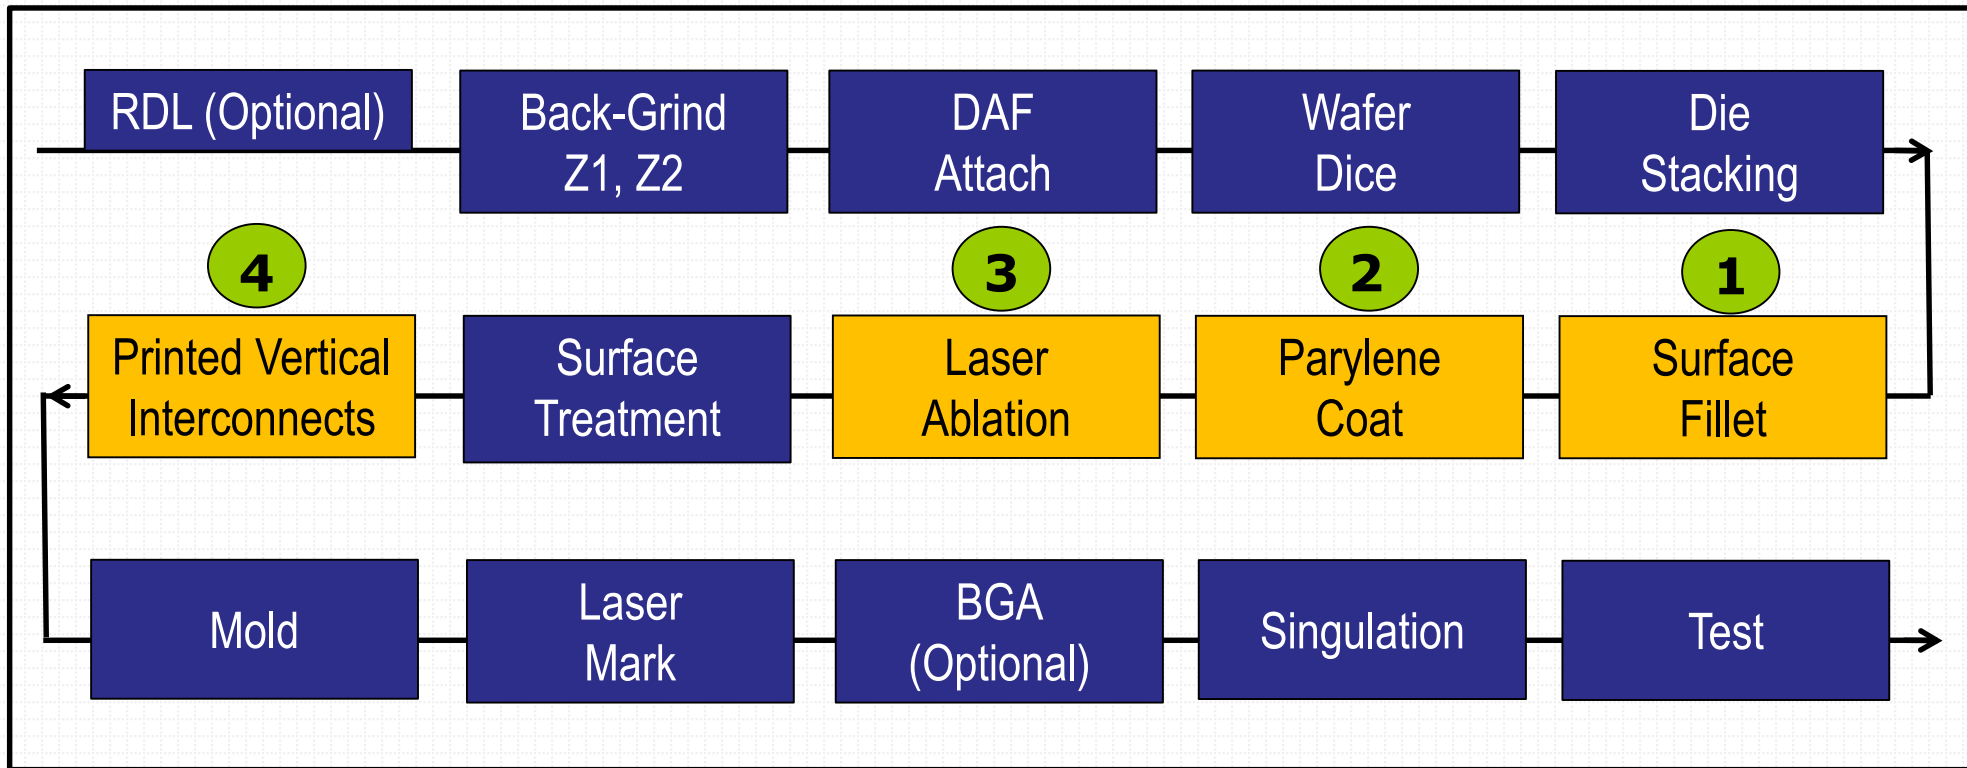 RDL (Optional)
Back-Grind
Z1, Z2
DAF
Attach
Wafer
Dice
Die
Stacking
4
3
2
1
Printed Vertical
Interconnects
Surface
Treatment
Laser
Ablation
Parylene
Coat
Surface
Fillet
Mold
Laser
Mark
BGA
(Optional)
Singulation
Test